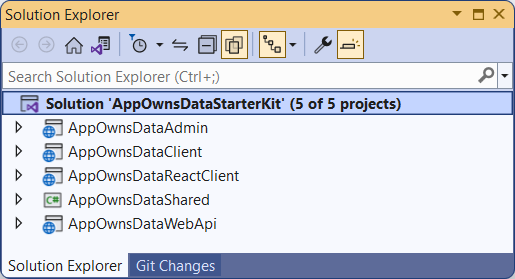 Solution Explorer
Search Solution Explorer (Ctrl+;)
Solution 'AppOwnsDataStarterKit' (5 of 5 projects)
AppOwnsDataAdmin
AppOwnsDataClient
AppOwnsDataReactClient
C# AppOwnsDataShared
AppOwnsDataWebApi
Solution Explorer Git Changes